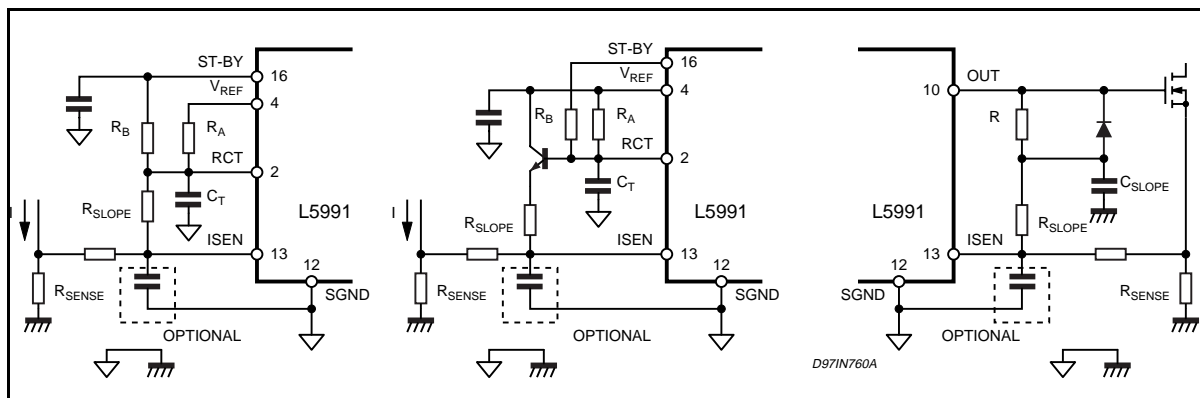 ST-BY
16
VREF
4
RB
RA
RCT
2
CT
RSLOPE
L5991
I
ISEN
13
12
SGND
RSENSE
OPTIONAL
ST-BY
16
VREF
4
RB
RA
RCT
2
CT
L5991
I
RSLOPE
ISEN
13
12
SGND
RSENSE
OPTIONAL
OUT
10
R
CSLOPE
L5991
RSLOPE
ISEN
13
12
SGND
RSENSE
OPTIONAL
D97IN760A